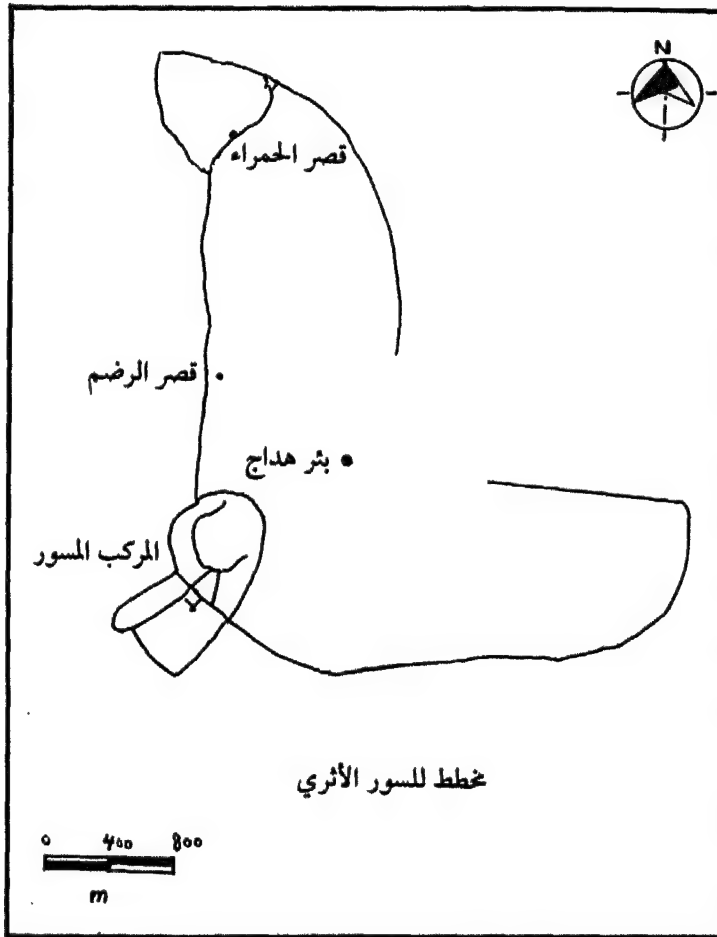 N
قصر الحمراء
قصر الرضم
بئر هداج
المركب المسور
مخطط للسور الأثري
0 400 800
m